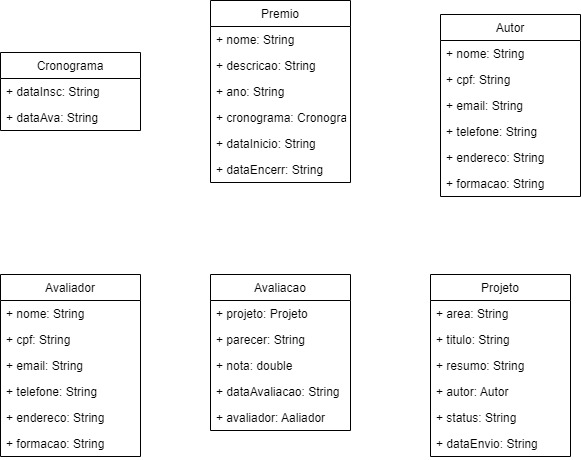 Cronograma
+ dataInsc: String
+ dataAva: String
Premio
+ nome: String
+ descricao: String
+ ano: String
+ cronograma: Cronogra
+ dataInicio: String
+ dataEncerr: String
Autor
+ nome: String
+ cpf: String
+ email: String
+ telefone: String
+ endereco: String
+ formacao: String
Avaliador
+ nome: String
+ cpf: String
+ email: String
+ telefone: String
+ endereco: String
+ formacao: String
Avaliacao
+ projeto: Projeto
+ parecer: String
+ nota: double
+ dataAvaliacao: String
+ avaliador: Aaliador
Projeto
+ area: String
+ titulo: String
+ resumo: String
+ autor: Autor
+ status: String
+ dataEnvio: String